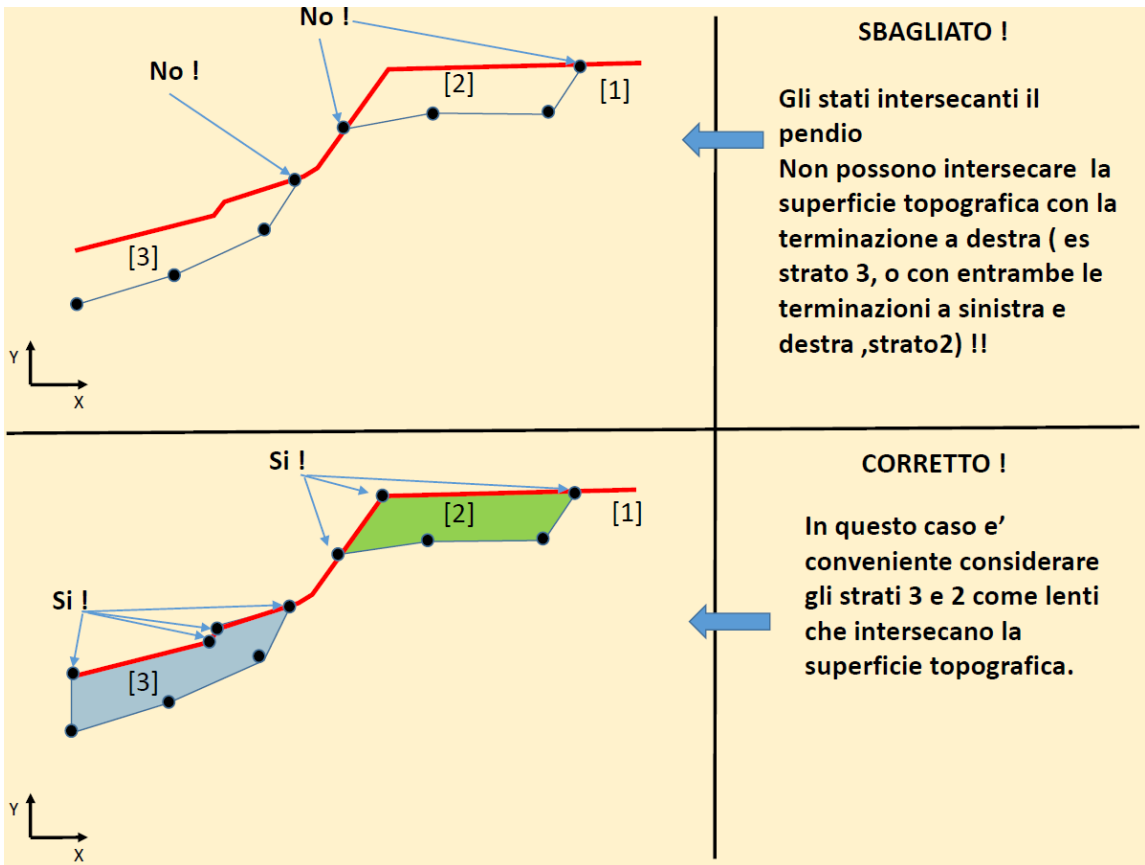 No !
No !
[2]
[1]
[3]
Y
X
SBAGLIATO !
Gli stati intersecanti il
pendio
Non possono intersecare la
superficie topografica con la
terminazione a destra ( es
strato 3, o con entrambe le
terminazioni a sinistra e
destra ,strato2) !!
Si !
[2]
[1]
Si !
[3]
Y
X
CORRETTO !
In questo caso e’
conveniente considerare
gli strati 3 e 2 come lenti
che intersecano la
superficie topografica.